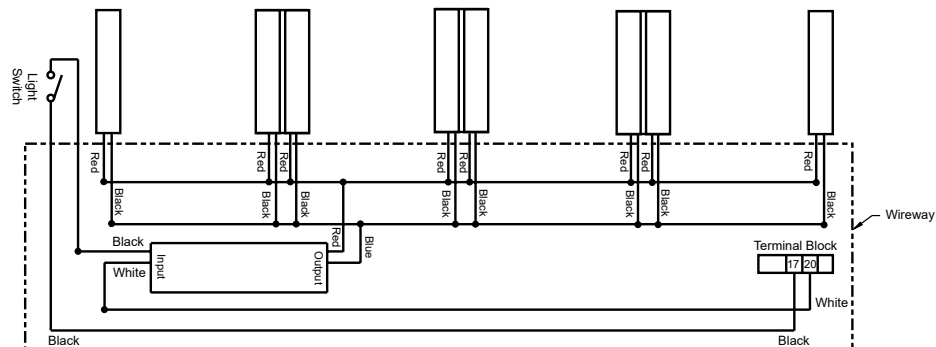 Light
Switch
Red
Black
Red
Black
Red
Black
Red
Black
Red
Black
Red
Black
Red
Black
Red
Black
Wireway
Black
White
Input
Output
Red
Blue
Terminal Block
17 20
White
Black
Black